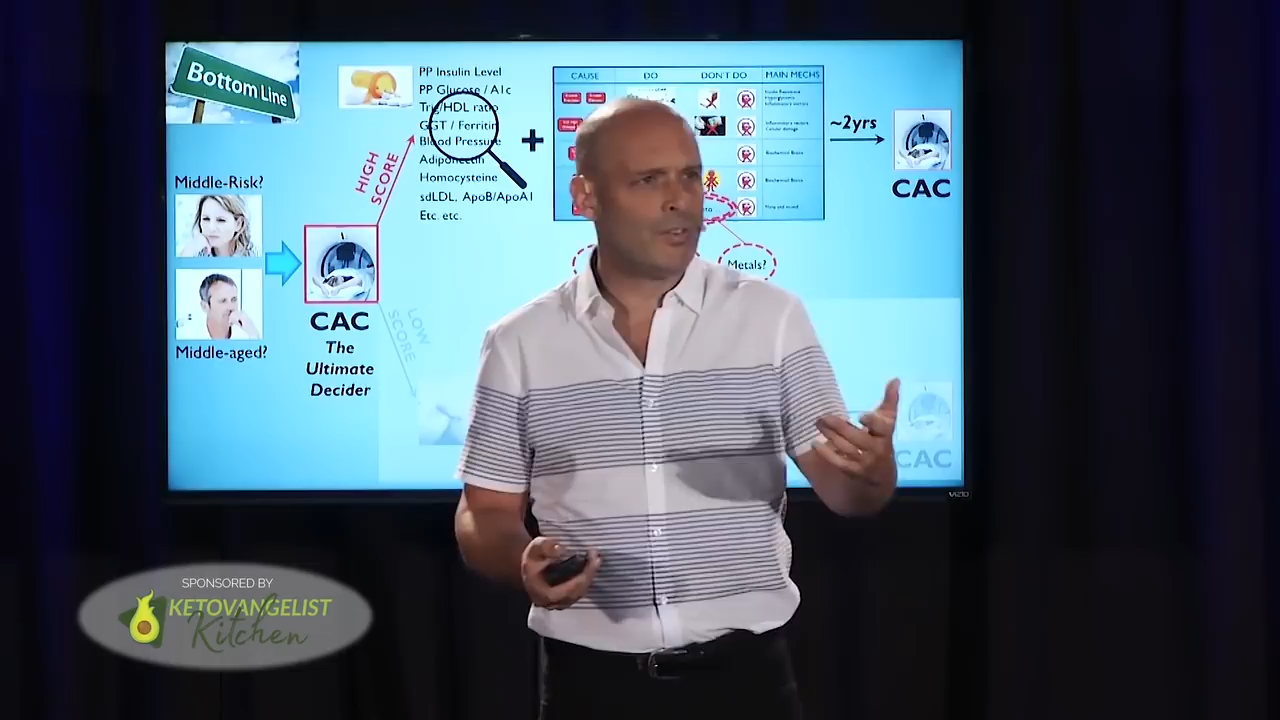 Bottom Line
Middle-Risk?
Middle-aged?
CAC
The
Ultimate
Decider
HIGH
SCORE
LOW
SCORE
PP Insulin Level
PP Glucose / A1c
Trig/HDL ratio
GGT / Ferritin
Blood Pressure
Adiponectin
Homocysteine
sdLDL, ApoB/ApoA1
Etc. etc.
+
CAUSE DO DON'T DO MAIN MECHS
Metals?
~2yrs
CAC
CAC
VIZIO
SPONSORED BY
KETOVANGELIST
Kitchen